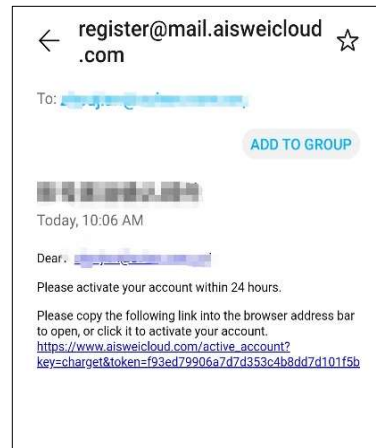 register@mail.aisweicloud
.com
To:
ADD TO GROUP
Today, 10:06 AM
Dear.
Please activate your account within 24 hours.
Please copy the following link into the browser address bar
to open, or click it to activate your account.
https://www.aisweicloud.com/active_account?
key=charget&token=f93ed79906a7d7d353c4b8dd7d101f5b